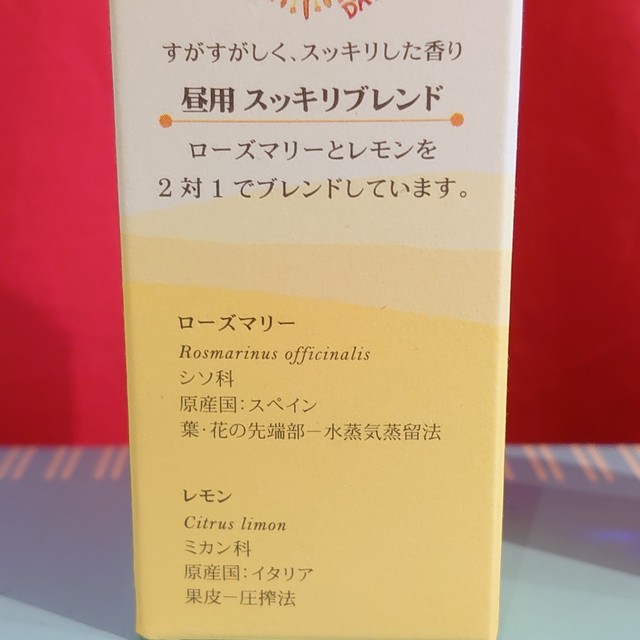 DA
すがすがしく、スッキリした香り
昼用 スッキリブレンド
ローズマリーとレモンを
2対1でブレンドしています。
ローズマリー
Rosmarinus officinalis
シソ科
原産国：スペイン
葉・花の先端部－水蒸気蒸留法
レモン
Citrus limon
ミカン科
原産国：イタリア
果皮－圧搾法